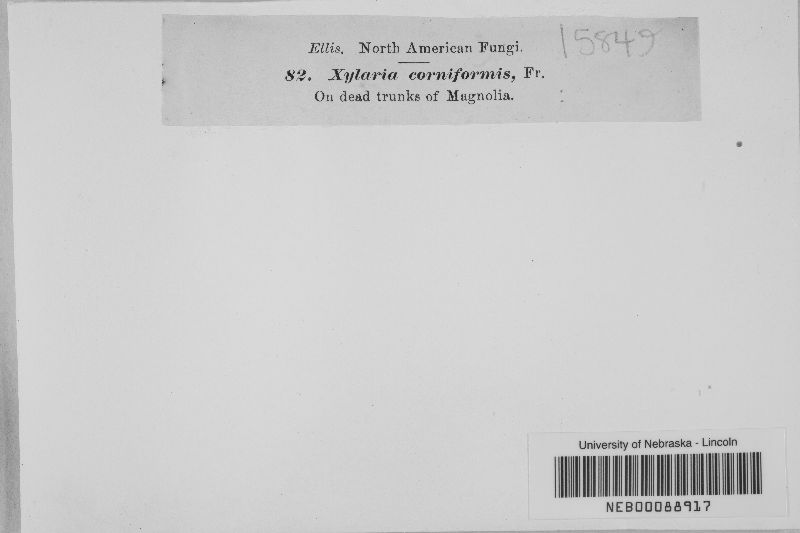 Ellis. North American Fungi.
15849
82. Xylaria corniformis, Fr.
On dead trunks of Magnolia.
University of Nebraska - Lincoln
NEB00088917